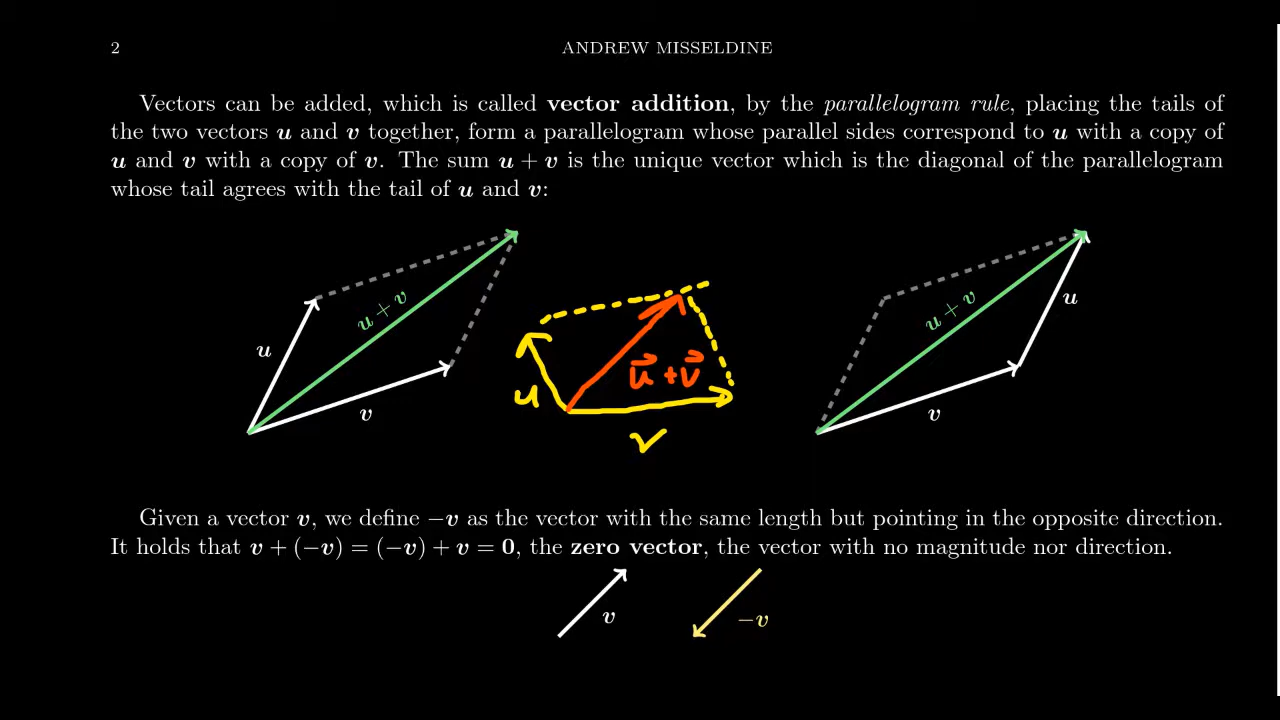 2 ANDREW MISSELDINE
Vectors can be added, which is called vector addition, by the parallelogram rule, placing the tails of
the two vectors u and v together, form a parallelogram whose parallel sides correspond to u with a copy of
u and v with a copy of v. The sum u + v is the unique vector which is the diagonal of the parallelogram
whose tail agrees with the tail of u and v:
u
u + v
v
u
u⃗ + v⃗
v
u + v
u
v
Given a vector v, we define −v as the vector with the same length but pointing in the opposite direction.
It holds that v + (−v) = (−v) + v = 0, the zero vector, the vector with no magnitude nor direction.
v
−v